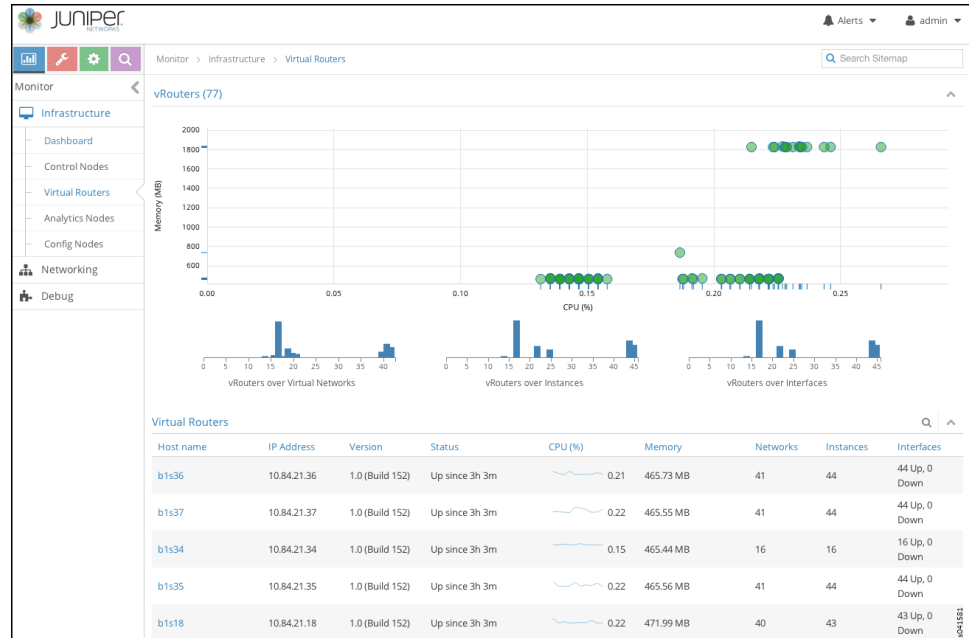 JUNIPER
NETWORKS
Alerts
admin
Monitor > Infrastructure > Virtual Routers
Search Sitemap
Monitor
Infrastructure
Dashboard
Control Nodes
Virtual Routers
Analytics Nodes
Config Nodes
Networking
Debug
vRouters (77)
Memory (MB)
2000
1800
1600
1400
1200
1000
800
600
0.00 0.05 0.10 0.15 0.20 0.25
CPU (%)
0 5 10 15 20 25 30 35 40
vRouters over Virtual Networks
0 5 10 15 20 25 30 35 40 45
vRouters over Instances
0 5 10 15 20 25 30 35 40 45
vRouters over Interfaces
Virtual Routers
Host name IP Address Version Status CPU (%) Memory Networks Instances Interfaces
b1s36 10.84.21.36 1.0 (Build 152) Up since 3h 3m 0.21 465.73 MB 41 44 44 Up, 0
Down
b1s37 10.84.21.37 1.0 (Build 152) Up since 3h 3m 0.22 465.55 MB 41 44 44 Up, 0
Down
b1s34 10.84.21.34 1.0 (Build 152) Up since 3h 3m 0.15 465.44 MB 16 16 16 Up, 0
Down
b1s35 10.84.21.35 1.0 (Build 152) Up since 3h 3m 0.22 465.56 MB 41 44 44 Up, 0
Down
b1s18 10.84.21.18 1.0 (Build 152) Up since 3h 3m 0.22 471.99 MB 40 43 43 Up, 0
Down
s041581